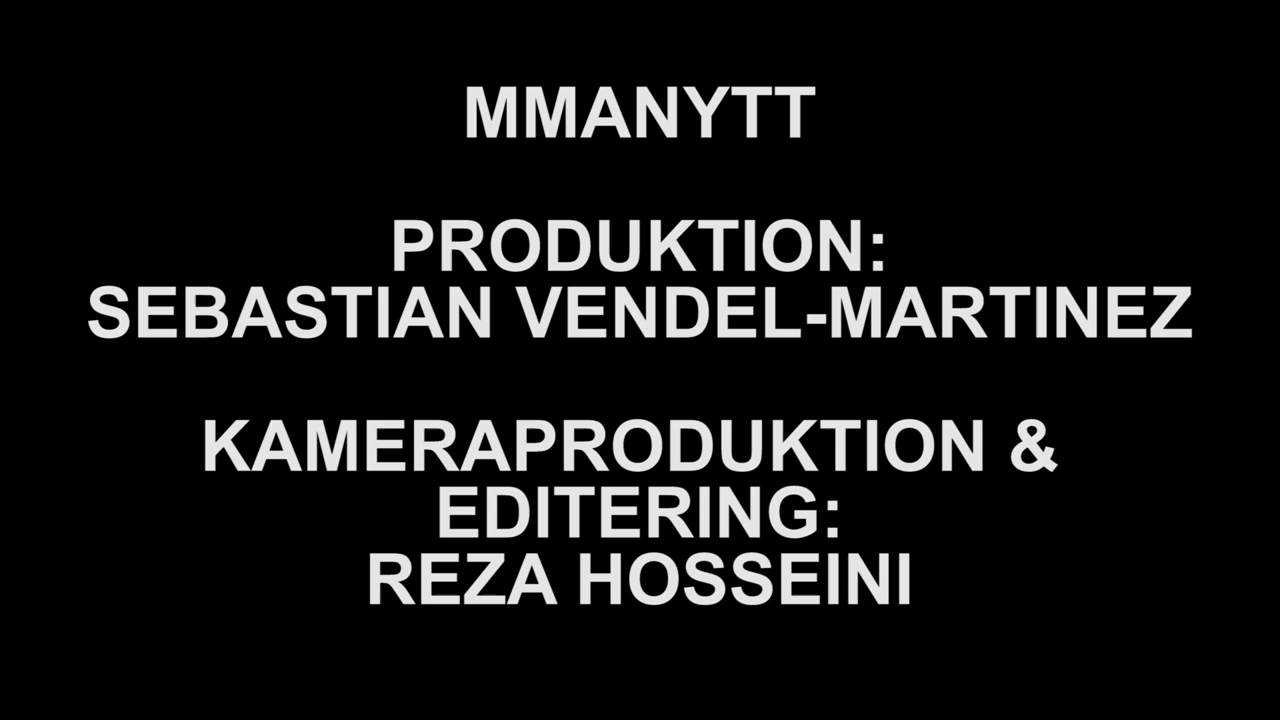 MMANYTT
PRODUKTION:
SEBASTIAN VENDEL-MARTINEZ
KAMERAPRODUKTION &
EDITERING:
REZA HOSSEINI